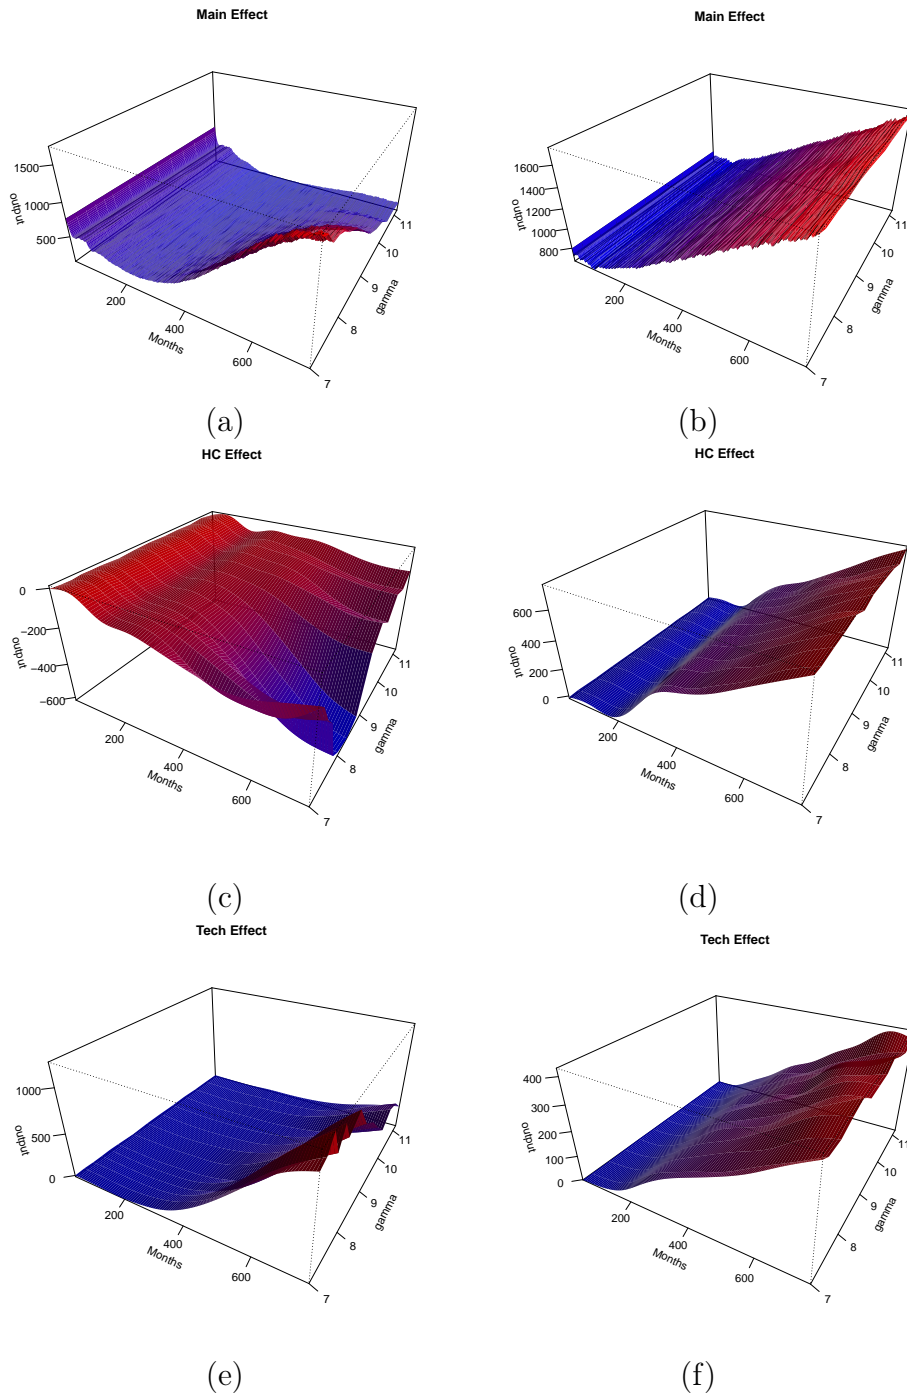 Main Effect
output
500
1000
1500
200
400
600
Months
7
8
9
10
11
gamma
(a)
Main Effect
output
800
1000
1200
1400
1600
200
400
600
Months
7
8
9
10
11
gamma
(b)
HC Effect
output
0
−200
−400
−600
200
400
600
Months
7
8
9
10
11
gamma
(c)
HC Effect
output
0
200
400
600
200
400
600
Months
7
8
9
10
11
gamma
(d)
Tech Effect
output
0
500
1000
200
400
600
Months
7
8
9
10
11
gamma
(e)
Tech Effect
output
0
100
200
300
400
200
400
600
Months
7
8
9
10
11
gamma
(f)